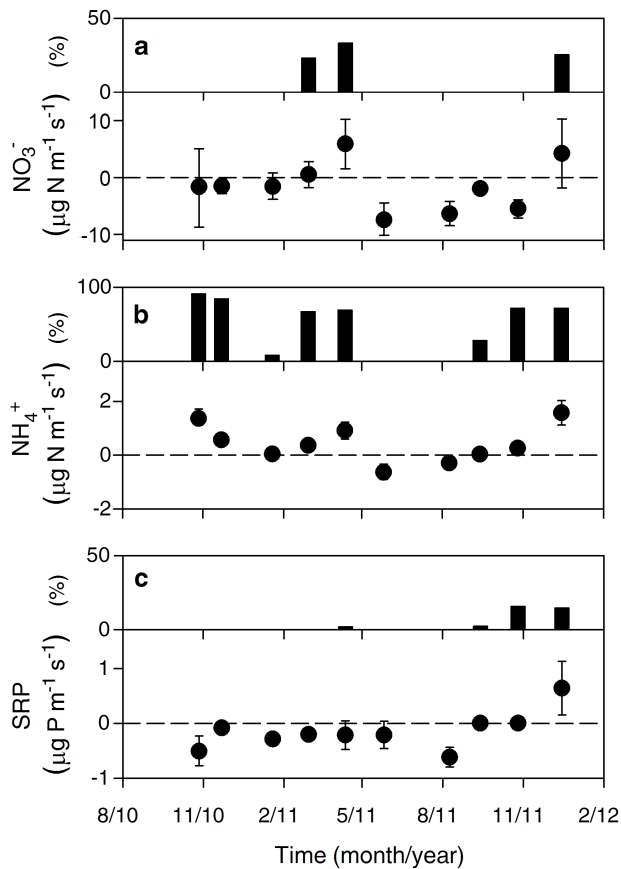 50
(%)
0
a
10
0
-10
NO₃⁻
(μg N m⁻¹ s⁻¹)
100
(%)
0
b
2
0
-2
NH₄⁺
(μg N m⁻¹ s⁻¹)
50
(%)
0
c
1
0
-1
SRP
(μg P m⁻¹ s⁻¹)
8/10 11/10 2/11 5/11 8/11 11/11 2/12
Time (month/year)